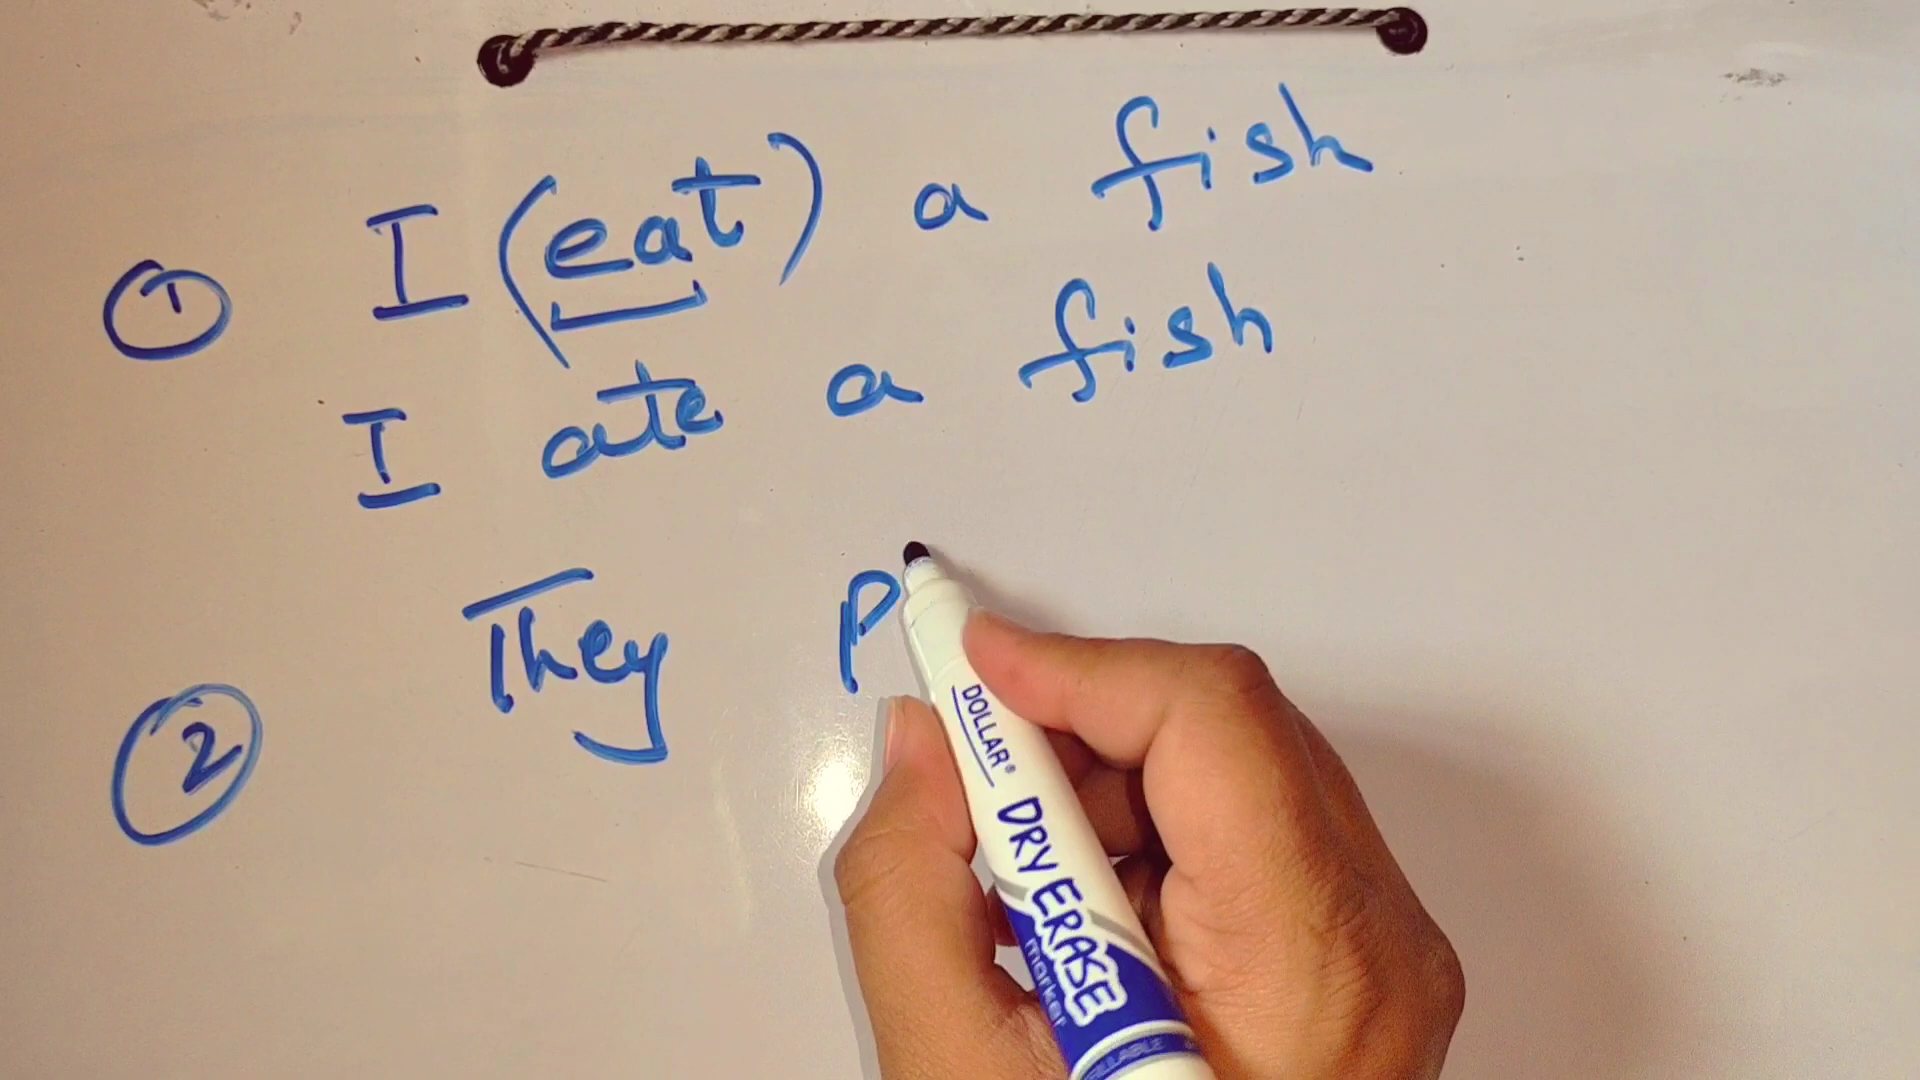 ① I (eat) a fish
I ate a fish
② They P
DOLLAR®
DRY ERASE
marker